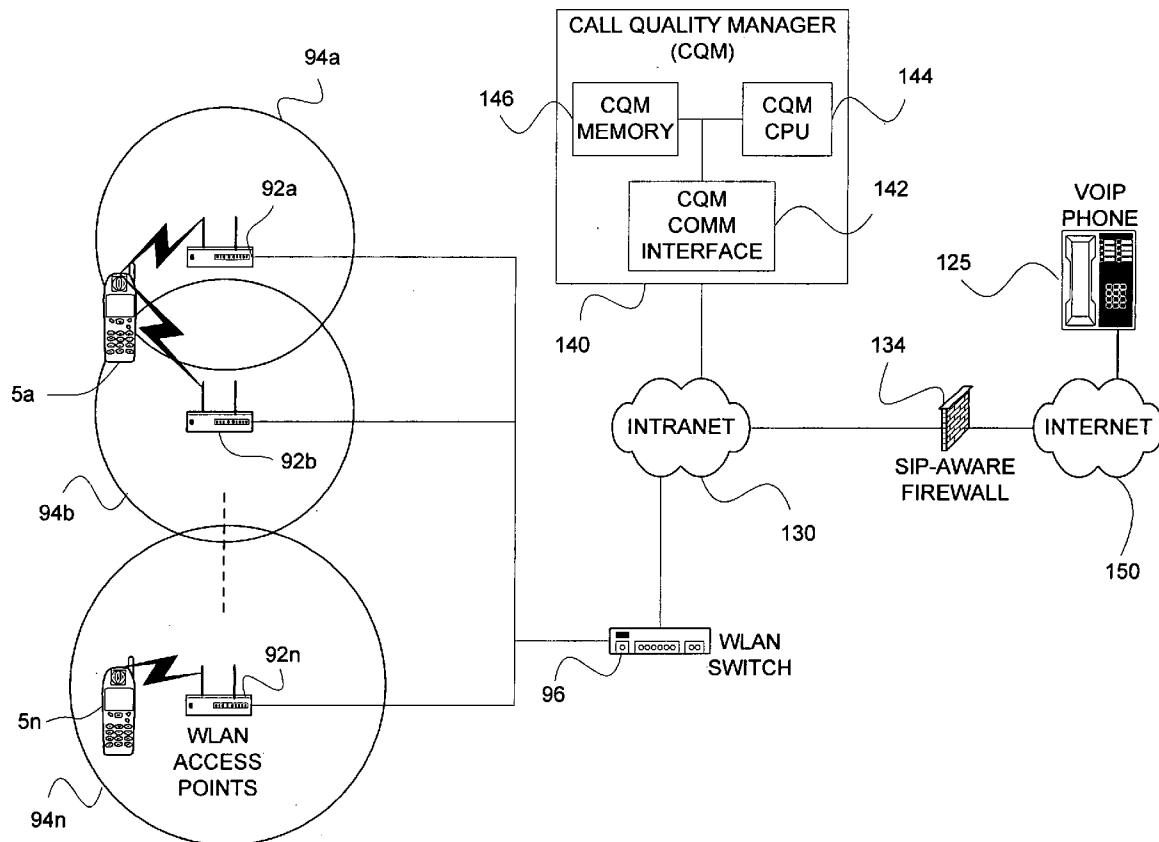 CALL QUALITY MANAGER
(CQM)
94a
146
CQM
MEMORY
CQM
CPU
144
92a
CQM
COMM
INTERFACE
142
VOIP
PHONE
125
140
134
5a
INTRANET
INTERNET
92b
SIP-AWARE
FIREWALL
94b
130
150
WLAN
SWITCH
96
92n
5n
WLAN
ACCESS
POINTS
94n